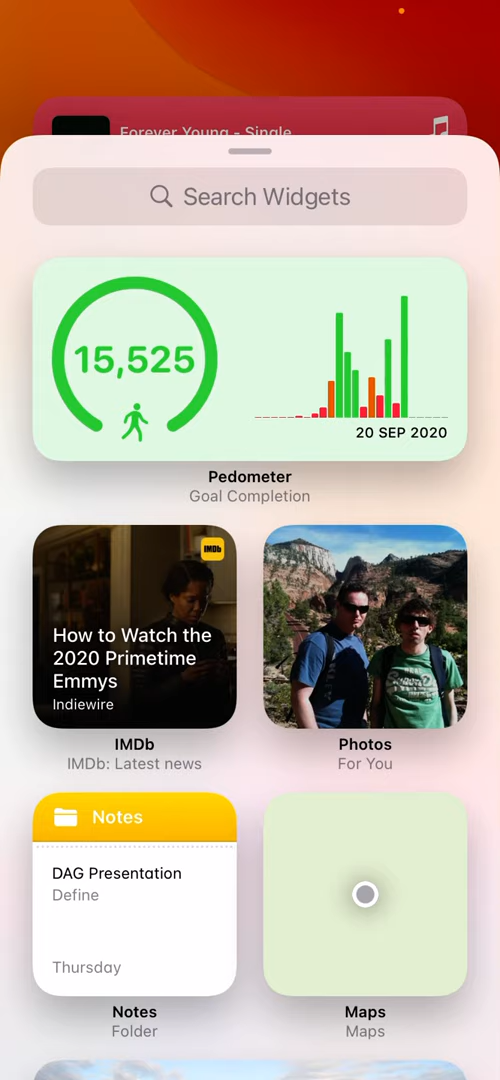 Forever Young - Single
Search Widgets
15,525
20 SEP 2020
Pedometer
Goal Completion
IMDb
How to Watch the
2020 Primetime
Emmys
Indiewire
IMDb
IMDb: Latest news
Photos
For You
Notes
DAG Presentation
Define
Thursday
Notes
Folder
Maps
Maps